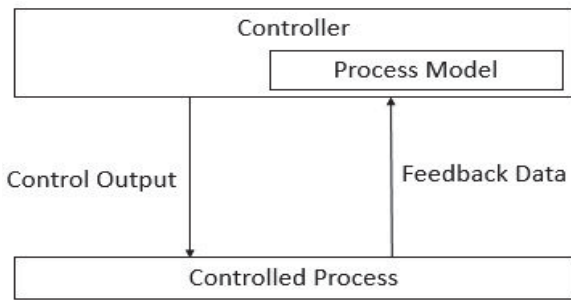 Controller
Process Model
Control Output
Feedback Data
Controlled Process